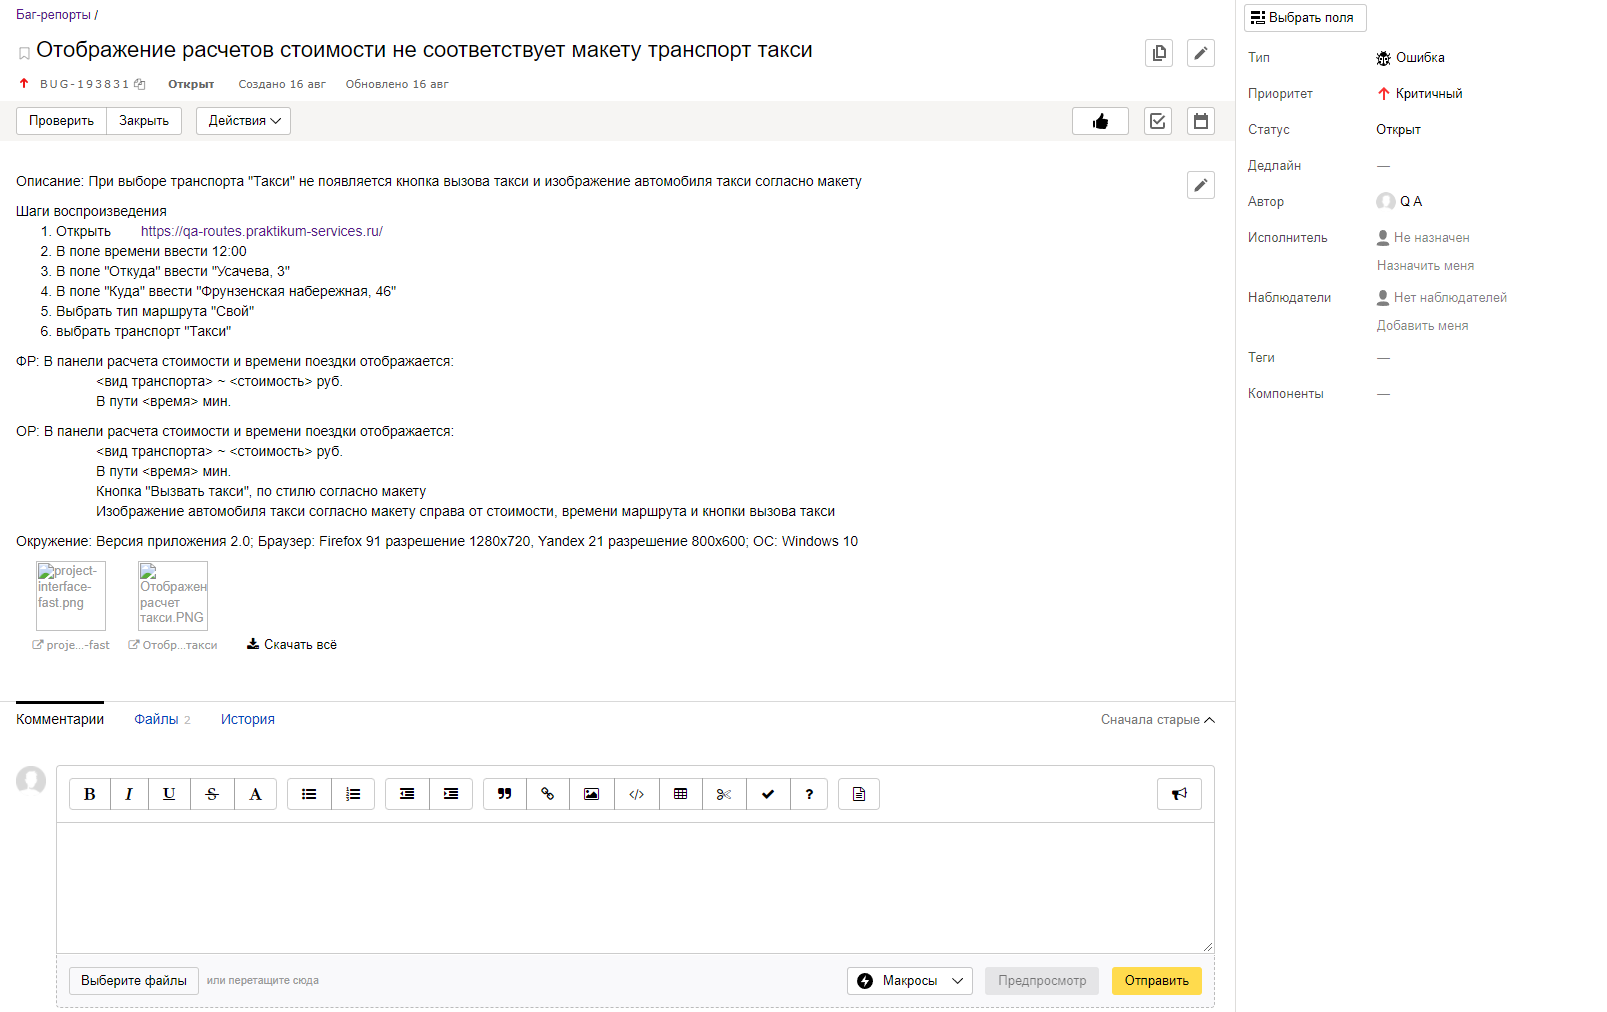 Баг-репорты /
Отображение расчетов стоимости не соответствует макету транспорт такси
BUG-193831 Открыт Создано 16 авг Обновлено 16 авг
Проверить Закрыть Действия
Описание: При выборе транспорта "Такси" не появляется кнопка вызова такси и изображение автомобиля такси согласно макету
Шаги воспроизведения
1. Открыть https://qa-routes.praktikum-services.ru/
2. В поле времени ввести 12:00
3. В поле "Откуда" ввести "Усачева, 3"
4. В поле "Куда" ввести "Фрунзенская набережная, 46"
5. Выбрать тип маршрута "Свой"
6. выбрать транспорт "Такси"
ФР: В панели расчета стоимости и времени поездки отображается:
<вид транспорта> ~ <стоимость> руб.
В пути <время> мин.
ОР: В панели расчета стоимости и времени поездки отображается:
<вид транспорта> ~ <стоимость> руб.
В пути <время> мин.
Кнопка "Вызвать такси", по стилю согласно макету
Изображение автомобиля такси согласно макету справа от стоимости, времени маршрута и кнопки вызова такси
Окружение: Версия приложения 2.0; Браузер: Firefox 91 разрешение 1280x720, Yandex 21 разрешение 800x600; ОС: Windows 10
project-
interface-
fast.png
Отображен
расчет
такси.PNG
proje...-fast Отобр...такси Скачать всё
Комментарии Файлы 2 История Сначала старые
B I U S A </> ?
Выберите файлы или перетащите сюда Макросы Предпросмотр Отправить
Выбрать поля
Тип Ошибка
Приоритет Критичный
Статус Открыт
Дедлайн —
Автор Q A
Исполнитель Не назначен
Назначить меня
Наблюдатели Нет наблюдателей
Добавить меня
Теги —
Компоненты —